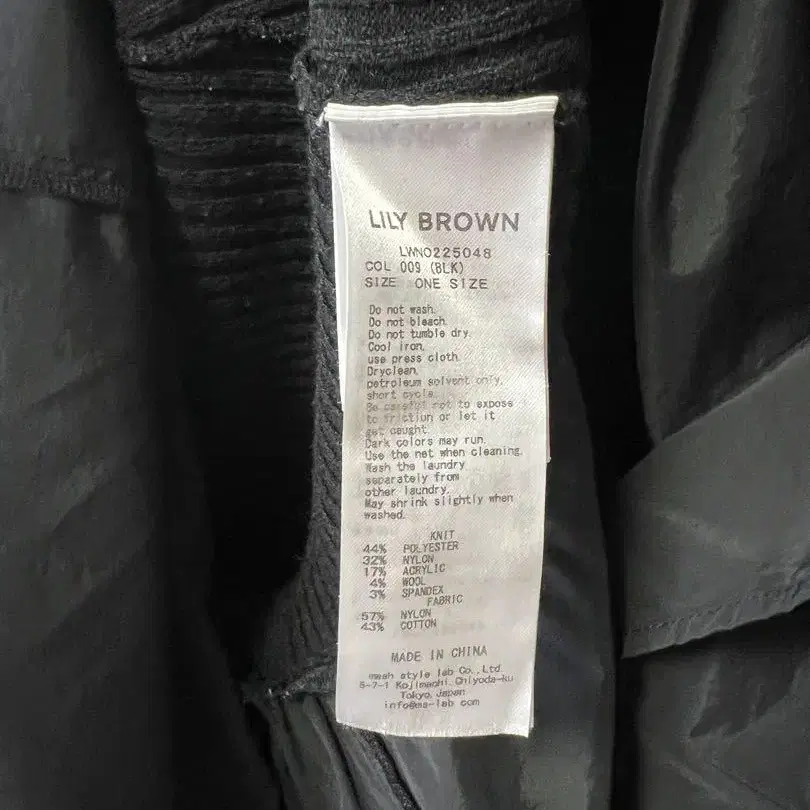 LILY BROWN
LWNO225048
COL 009 (BLK)
SIZE ONE SIZE
Do not wash.
Do not bleach.
Do not tumble dry.
Cool iron.
use press cloth.
Dryclean.
petroleum solvent only.
short cycle.
Be careful not to expose
to friction or let it
get caught.
Dark colors may run.
Use the net when cleaning.
Wash the laundry
separately from
other laundry.
May shrink slightly when
washed.
KNIT
44% POLYESTER
32% NYLON
17% ACRYLIC
4% WOOL
3% SPANDEX
FABRIC
57% NYLON
43% COTTON
MADE IN CHINA
mash style lab Co.,Ltd.
5-7-1 Kojimachi Chiyoda-ku
Tokyo, Japan
info@ms-lab com